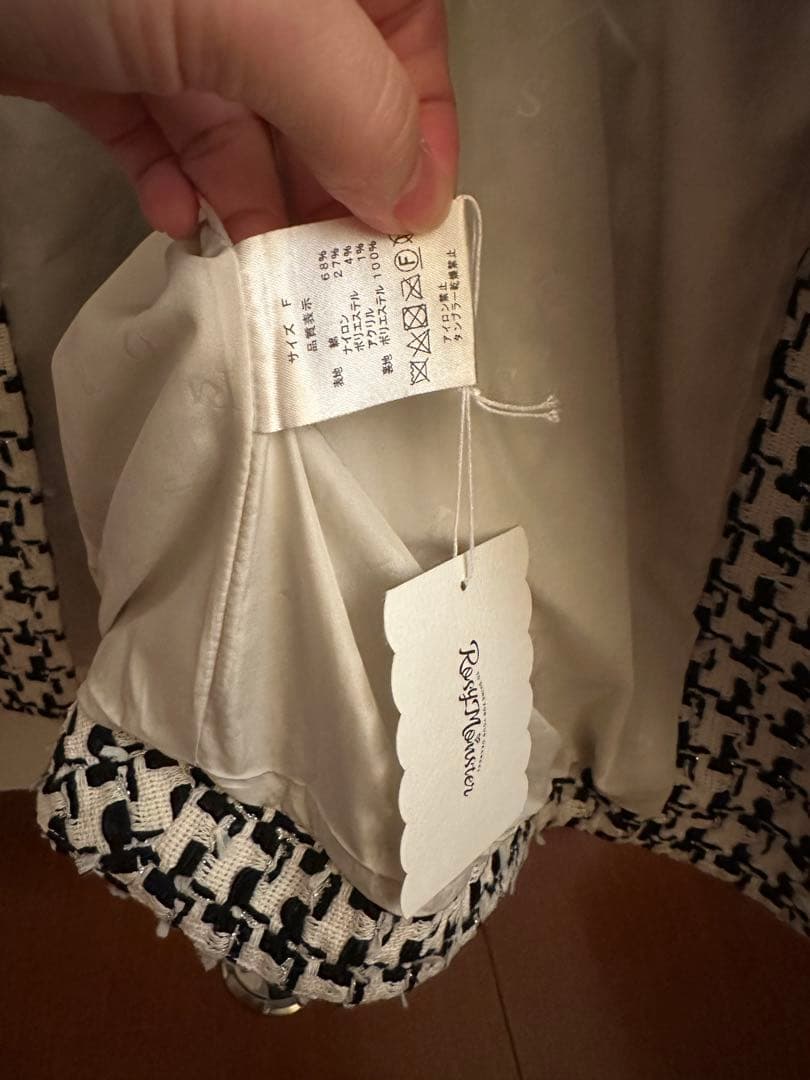 サイズ F
品質表示
表地 綿 68%
ナイロン 27%
ポリエステル 4%
アクリル 1%
裏地 ポリエステル 100%
F
アイロン禁止
タンブラー乾燥禁止
Rosy Monster